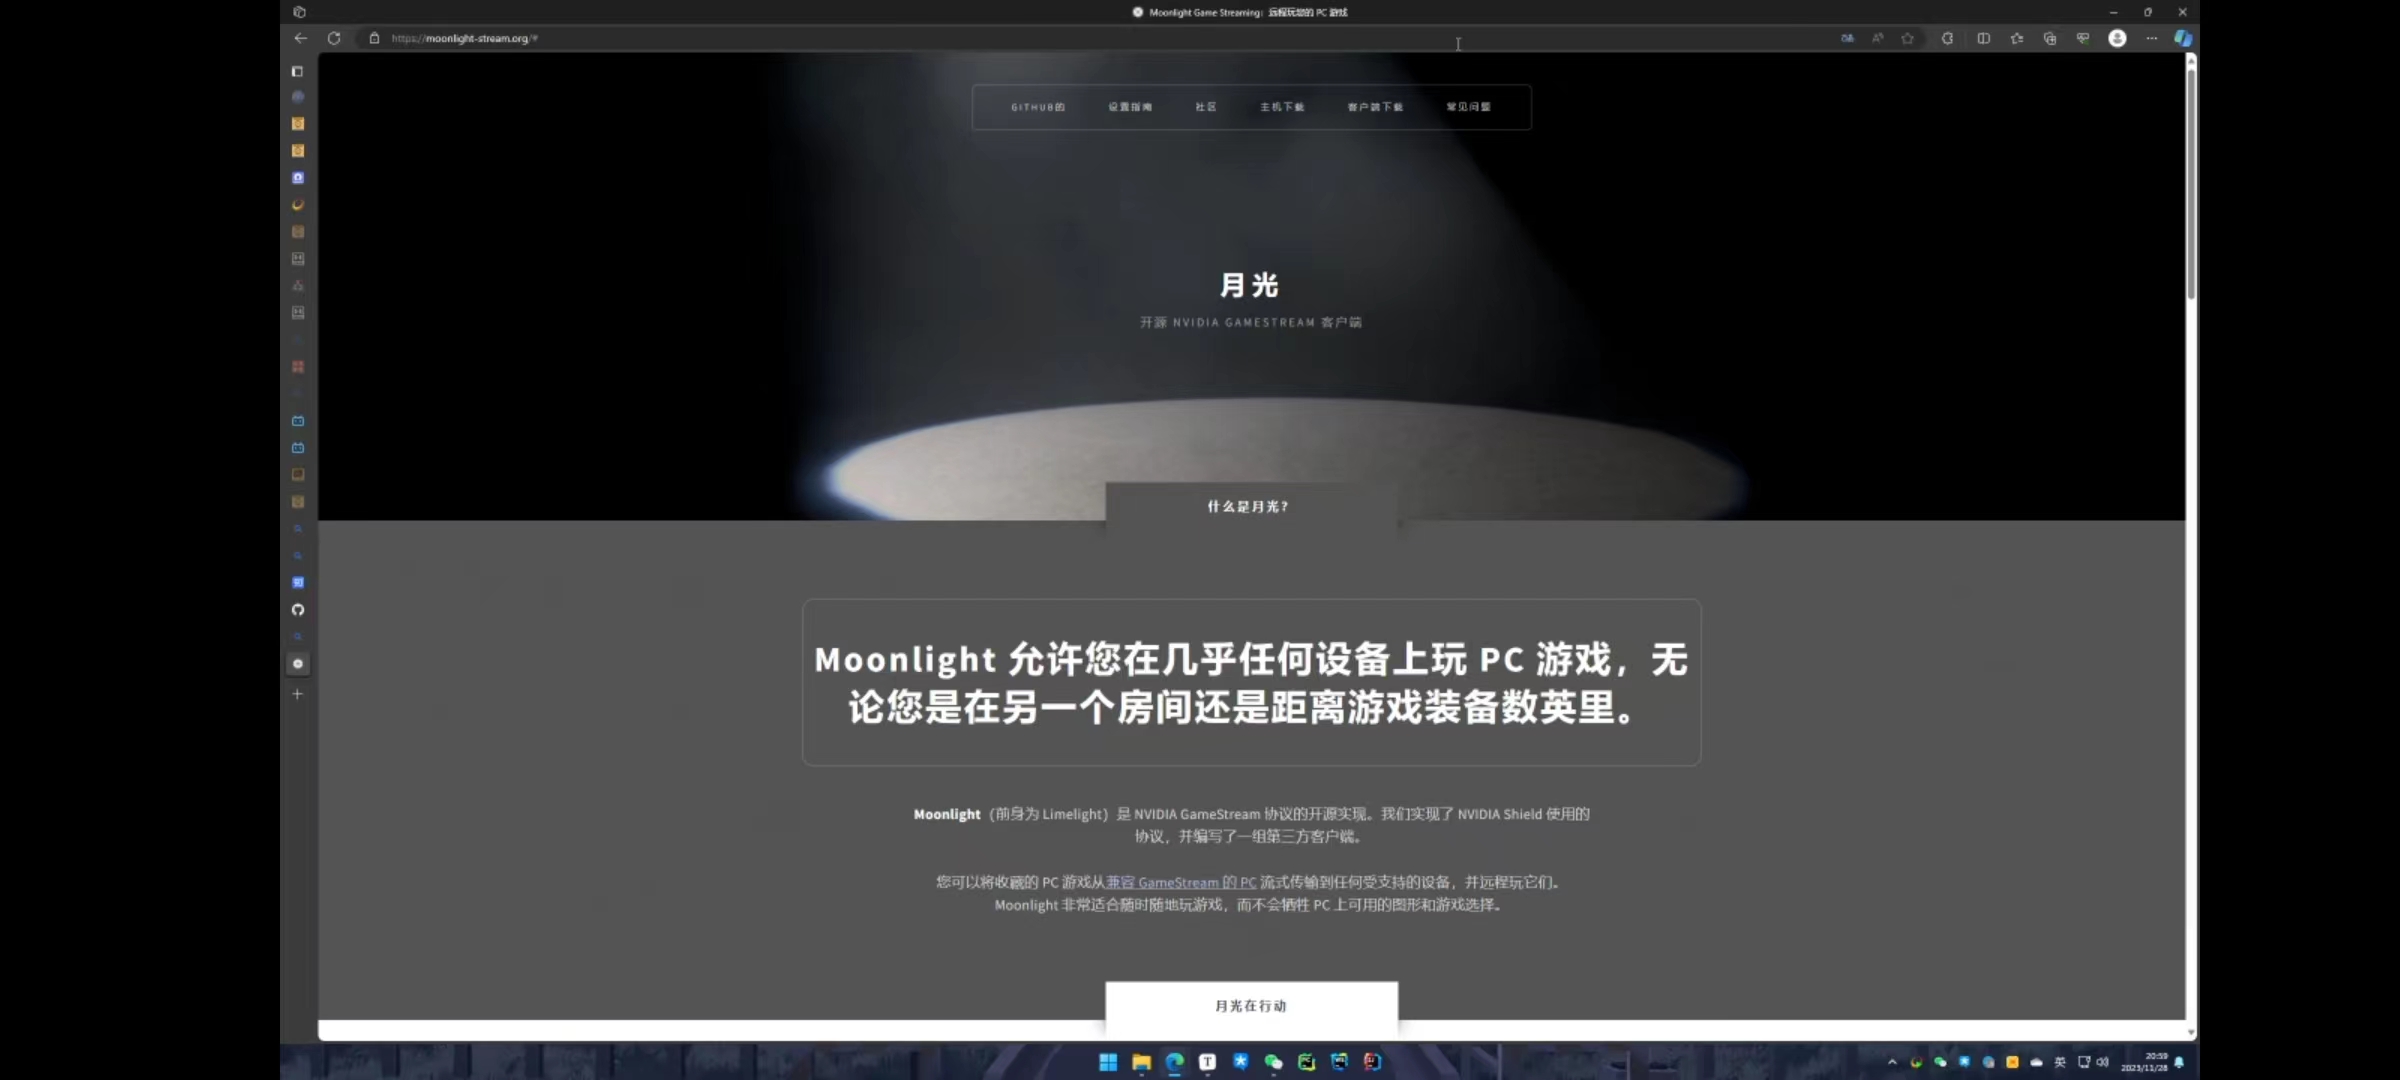 Moonlight Game Streaming: 远程玩您的 PC 游戏
https://moonlight-stream.org/#
GITHUB的 设置指南 社区 主机下载 客户端下载 常见问题
月光
开源 NVIDIA GAMESTREAM 客户端
什么是月光?
Moonlight 允许您在几乎任何设备上玩 PC 游戏，无
论您是在另一个房间还是距离游戏装备数英里。
Moonlight（前身为 Limelight）是 NVIDIA GameStream 协议的开源实现。我们实现了 NVIDIA Shield 使用的
协议，并编写了一组第三方客户端。
您可以将收藏的 PC 游戏从兼容 GameStream 的 PC 流式传输到任何受支持的设备，并远程玩它们。
Moonlight 非常适合随时随地玩游戏，而不会牺牲 PC 上可用的图形和游戏选择。
月光在行动
英
20:59
2023/11/28